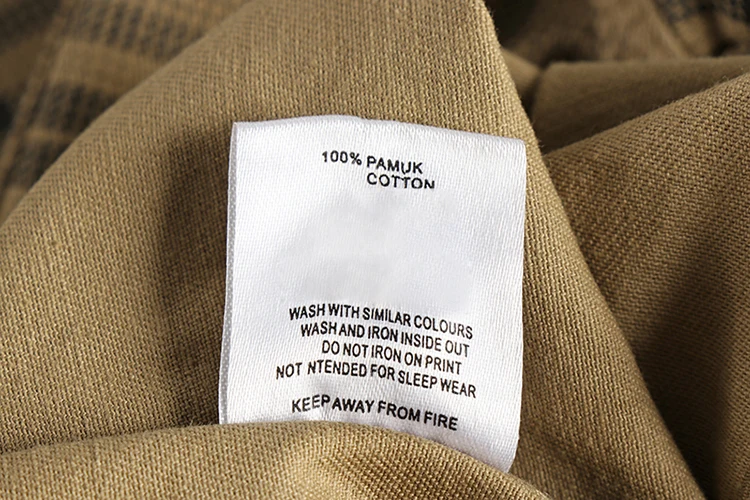 100% PAMUK
COTTON
WASH WITH SIMILAR COLOURS
WASH AND IRON INSIDE OUT
DO NOT IRON ON PRINT
NOT NTENDED FOR SLEEP WEAR
KEEP AWAY FROM FIRE